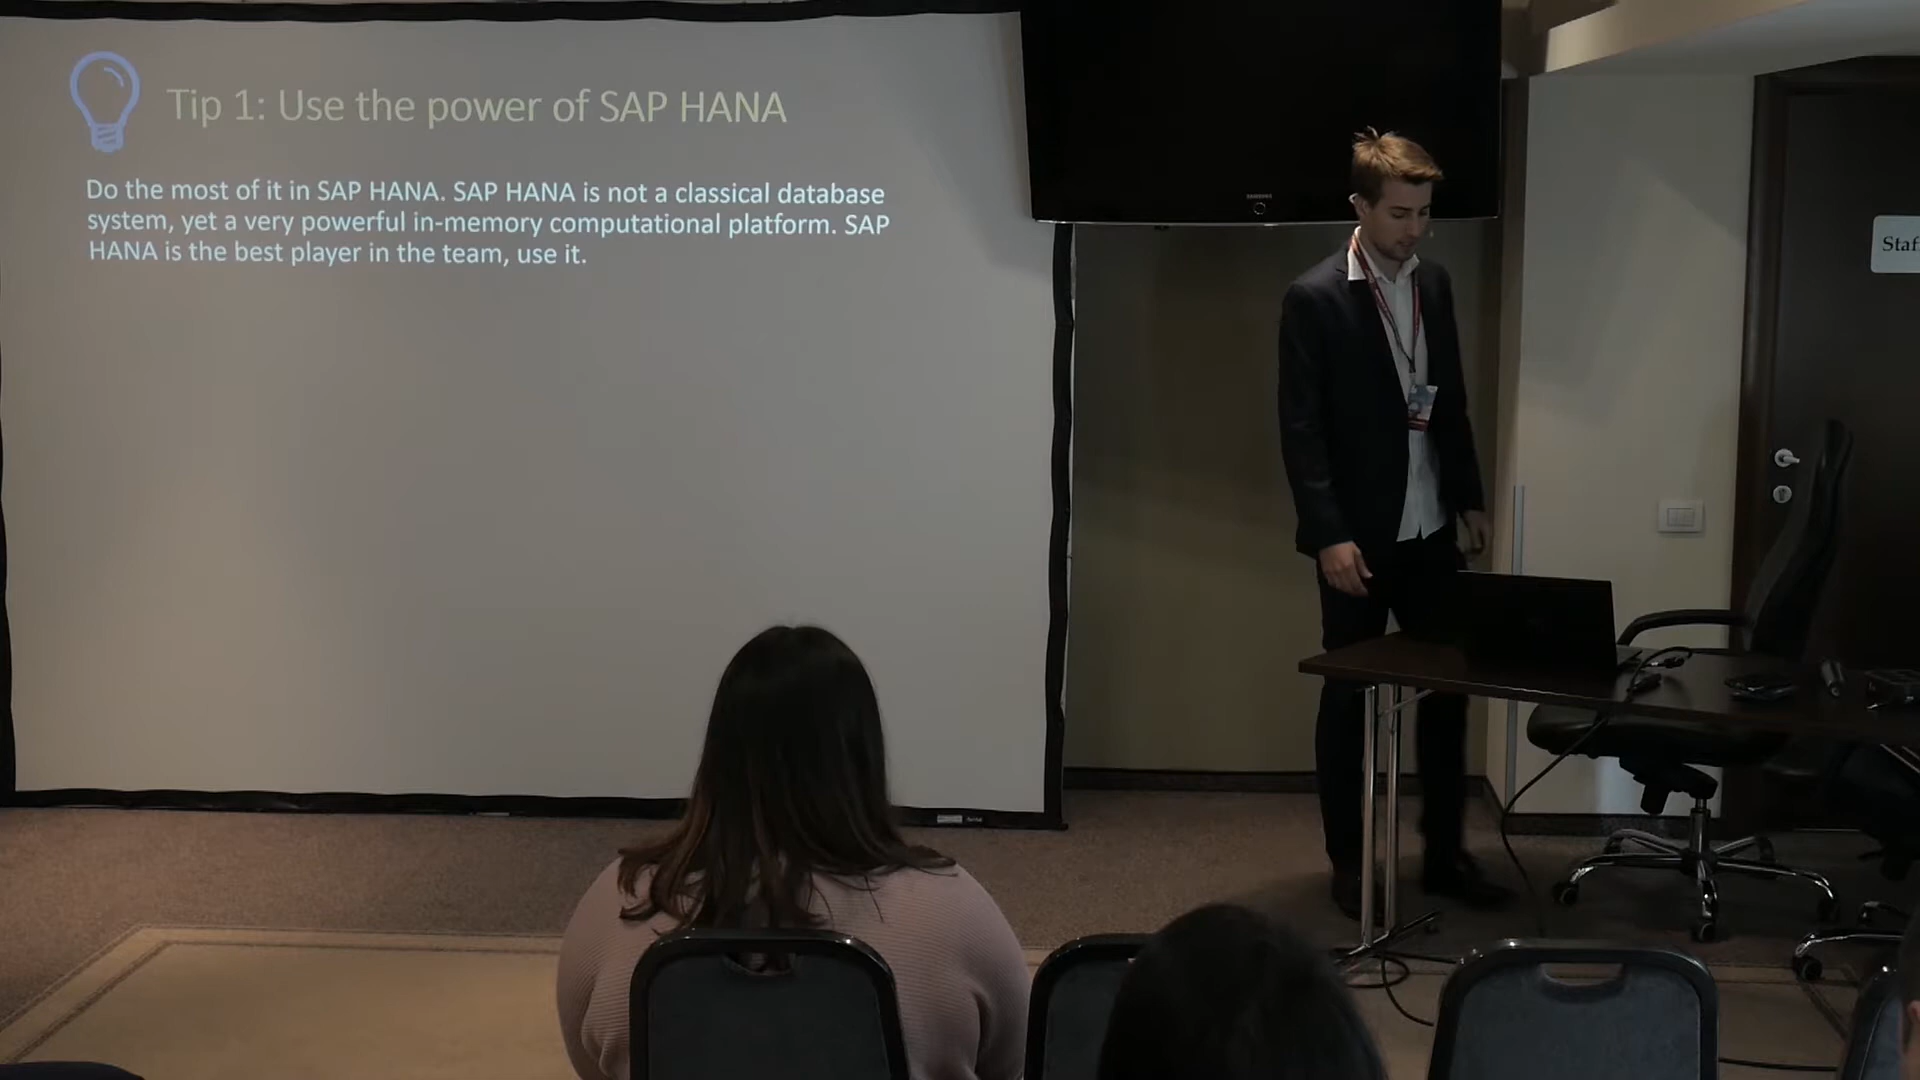 Tip 1: Use the power of SAP HANA
Do the most of it in SAP HANA. SAP HANA is not a classical database
system, yet a very powerful in-memory computational platform. SAP
HANA is the best player in the team, use it.
SAMSUNG
Staf